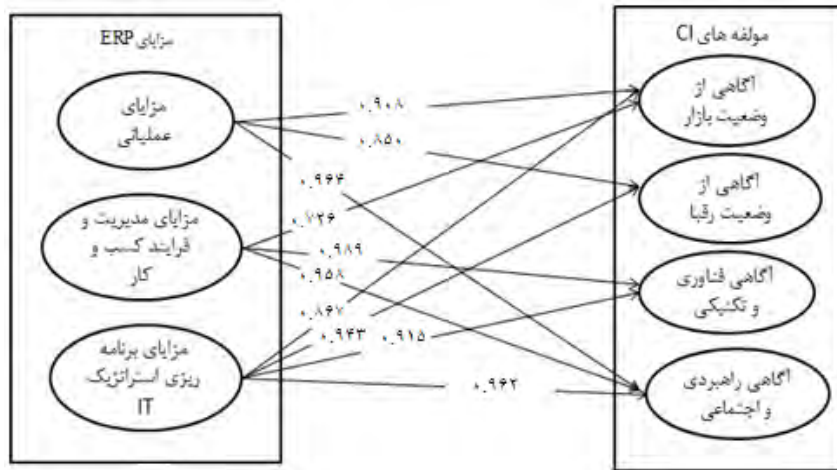 مزایای ERP
مزایای
عملیاتی
مزایای مدیریت و
فرایند کسب و
کار
مزایای برنامه
ریزی استراتژیک
IT
۰.۹۰۸
۰.۸۵۰
۰.۹۶۴
۰.۷۲۶
۰.۹۸۹
۰.۹۵۸
۰.۸۶۷
۰.۹۴۳
۰.۹۱۵
۰.۹۶۲
مولفه های CI
آگاهی از
وضعیت بازار
آگاهی از
وضعیت رقبا
آگاهی فناوری
و تکنیکی
آگاهی راهبردی
و اجتماعی